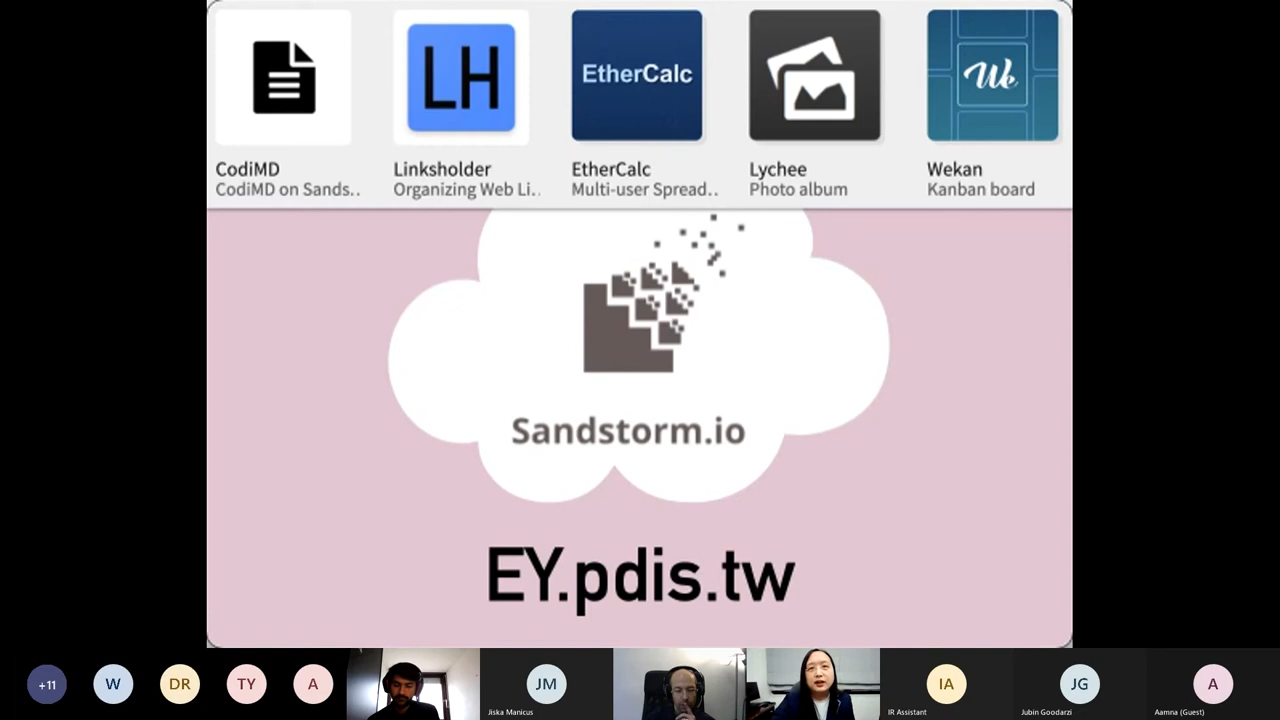 LH
EtherCalc
We
CodiMD
Linksholder
EtherCalc
Lychee
Wekan
CodiMD on Sands..
Organizing Web Li..
Multi-user Spread..
Photo album
Kanban board
Sandstorm.io
EY.pdis.tw
+11
W
DR
TY
A
JM
IA
JG
A
Jiska Manicus
IR Assistant
Jubin Goodarzi
Aamna (Guest)